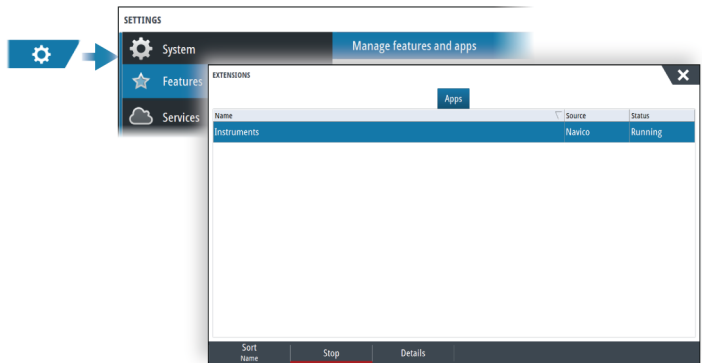 SETTINGS
System
Manage features and apps
Features
Services
EXTENSIONS
Apps
Name Source Status
Instruments Navico Running
Sort
Name
Stop
Details